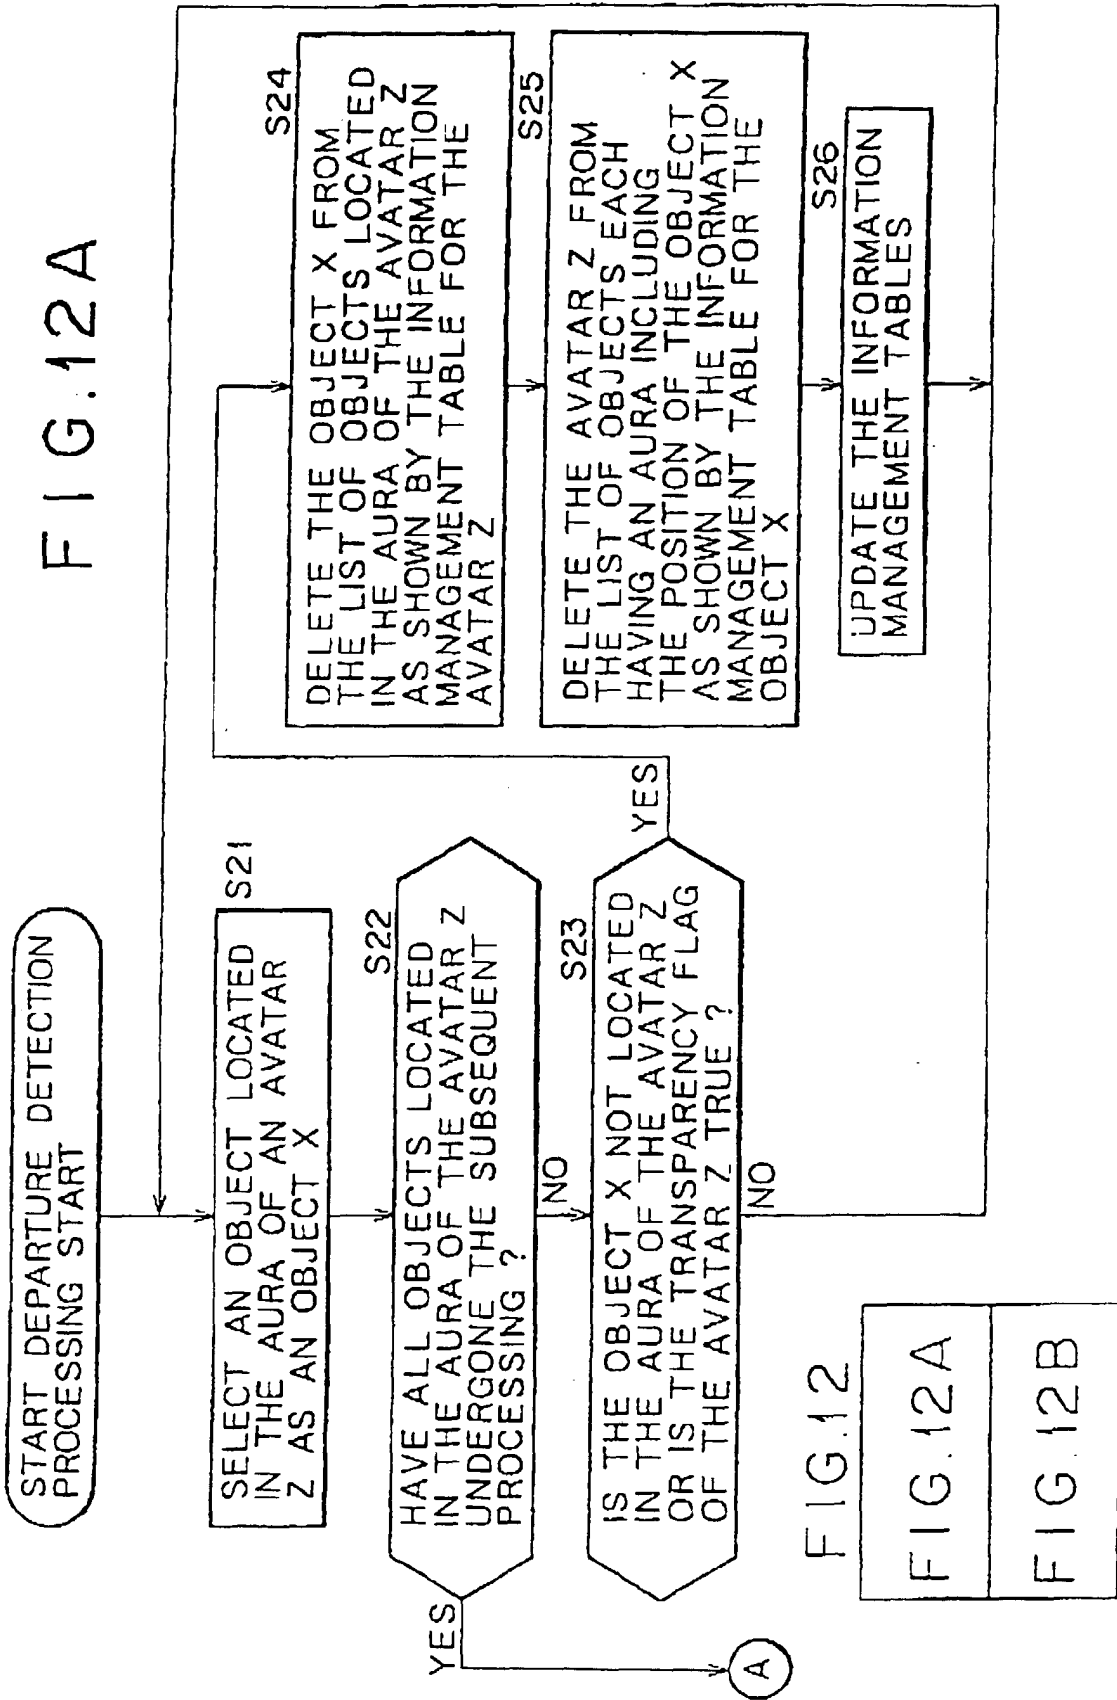 FIG.12A
START DEPARTURE DETECTION
PROCESSING START
SELECT AN OBJECT LOCATED
IN THE AURA OF AN AVATAR
Z AS AN OBJECT X
S21
HAVE ALL OBJECTS LOCATED
IN THE AURA OF THE AVATAR Z
UNDERGONE THE SUBSEQUENT
PROCESSING ?
S22
YES
A
NO
IS THE OBJECT X NOT LOCATED
IN THE AURA OF THE AVATAR Z
OR IS THE TRANSPARENCY FLAG
OF THE AVATAR Z TRUE ?
S23
YES
NO
S24
DELETE THE OBJECT X FROM
THE LIST OF OBJECTS LOCATED
IN THE AURA OF THE AVATAR Z
AS SHOWN BY THE INFORMATION
MANAGEMENT TABLE FOR THE
AVATAR Z
S25
DELETE THE AVATAR Z FROM
THE LIST OF OBJECTS EACH
HAVING AN AURA INCLUDING
THE POSITION OF THE OBJECT X
AS SHOWN BY THE INFORMATION
MANAGEMENT TABLE FOR THE
OBJECT X
S26
UPDATE THE INFORMATION
MANAGEMENT TABLES
FIG.12
FIG.12A
FIG.12B